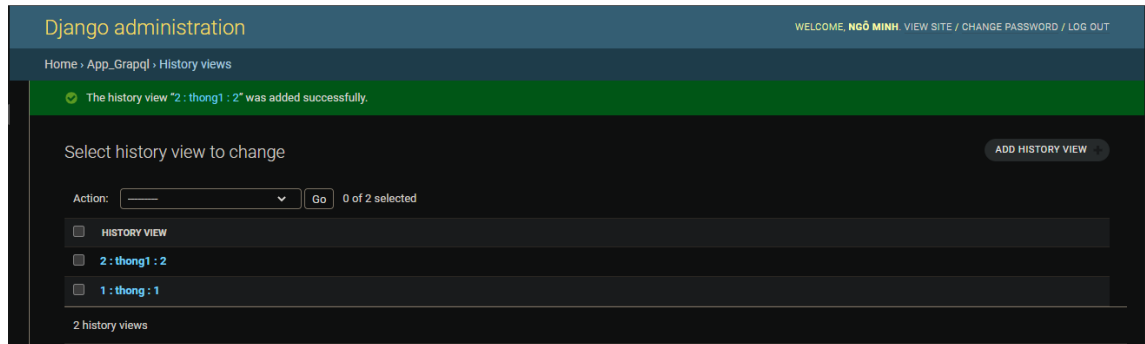 Django administration
WELCOME, NGÔ MINH. VIEW SITE / CHANGE PASSWORD / LOG OUT
Home › App_Grapql › History views
The history view “2 : thong1 : 2” was added successfully.
Select history view to change
ADD HISTORY VIEW +
Action: --------- Go 0 of 2 selected
HISTORY VIEW
2 : thong1 : 2
1 : thong : 1
2 history views